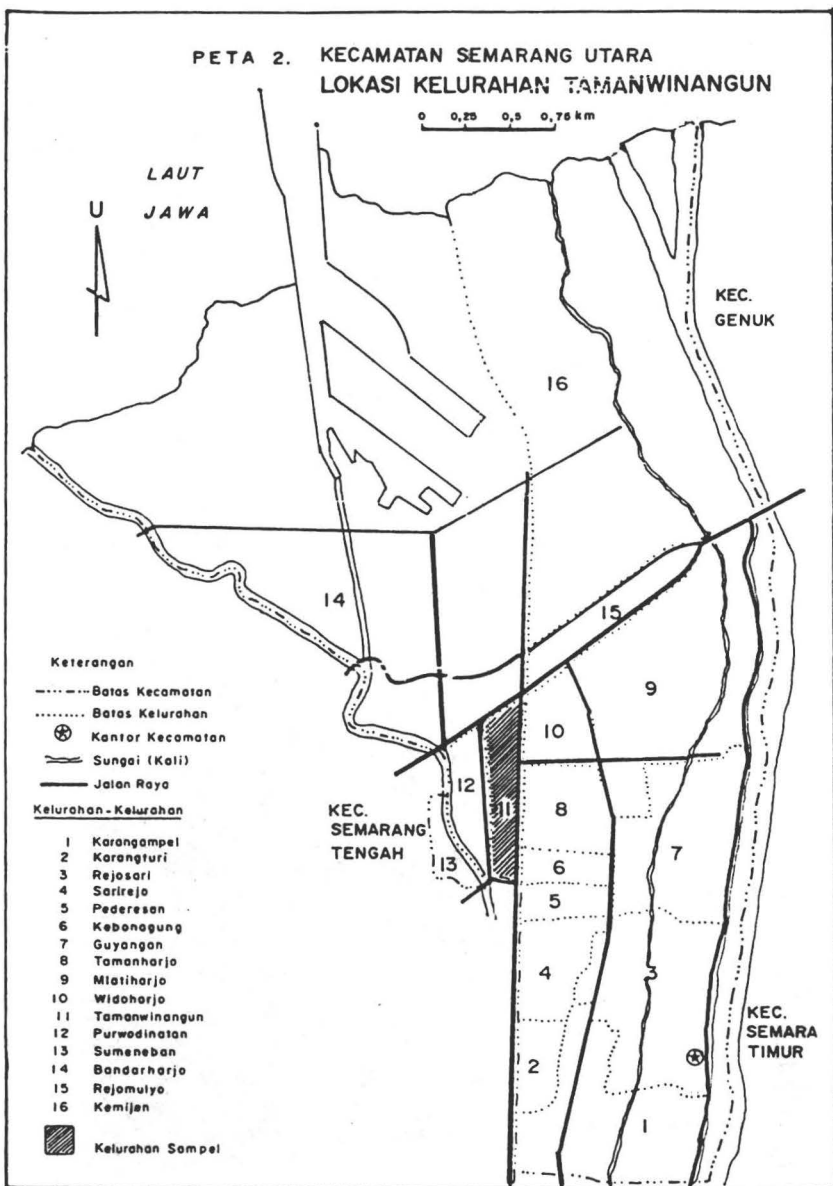 PETA 2. KECAMATAN SEMARANG UTARA
LOKASI KELURAHAN TAMANWINANGUN
0 0,25 0,5 0,75 km
LAUT
JAWA
U
KEC.
GENUK
16
14
15
9
10
12
11
8
KEC.
SEMARANG
TENGAH
13
6
7
5
4
3
2
KEC.
SEMARA
TIMUR
1
Keterangan
Batas Kecamatan
Batas Kelurahan
Kantor Kecamatan
Sungai (Kali)
Jalan Raya
Kelurahan-Kelurahan
1 Karangampel
2 Karangturi
3 Rejosari
4 Sarirejo
5 Pederesan
6 Kebonagung
7 Guyangan
8 Tamanharjo
9 Mlatiharjo
10 Widoharjo
11 Tamanwinangun
12 Purwodinatan
13 Sumeneban
14 Bandarharjo
15 Rejomulyo
16 Kemijen
Kelurahan Sampel